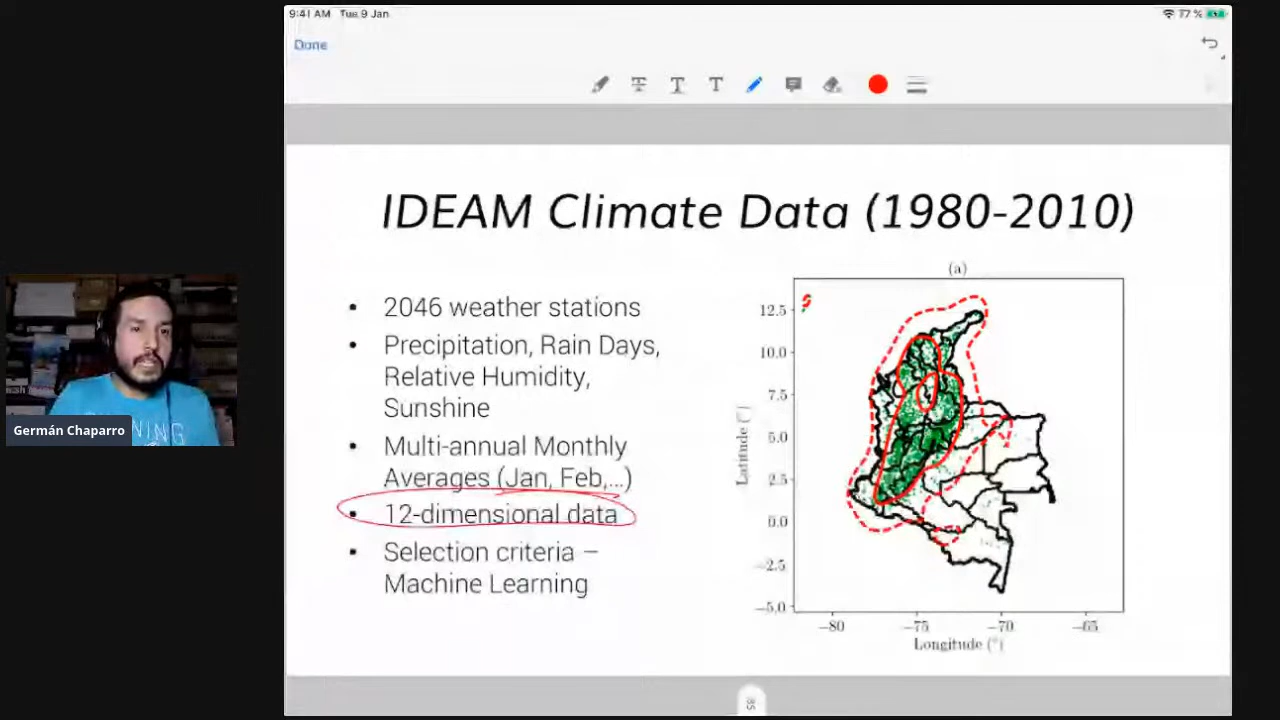 9:41 AM Tue 9 Jan
77 %
Done
T T T
IDEAM Climate Data (1980-2010)
• 2046 weather stations
• Precipitation, Rain Days,
Relative Humidity,
Sunshine
• Multi-annual Monthly
Averages (Jan, Feb,...)
• 12-dimensional data
• Selection criteria –
Machine Learning
(a)
12.5
10.0
7.5
5.0
2.5
0.0
−2.5
−5.0
Latitude (°)
−80 −75 −70 −65
Longitude (°)
Germán Chaparro
NING
85